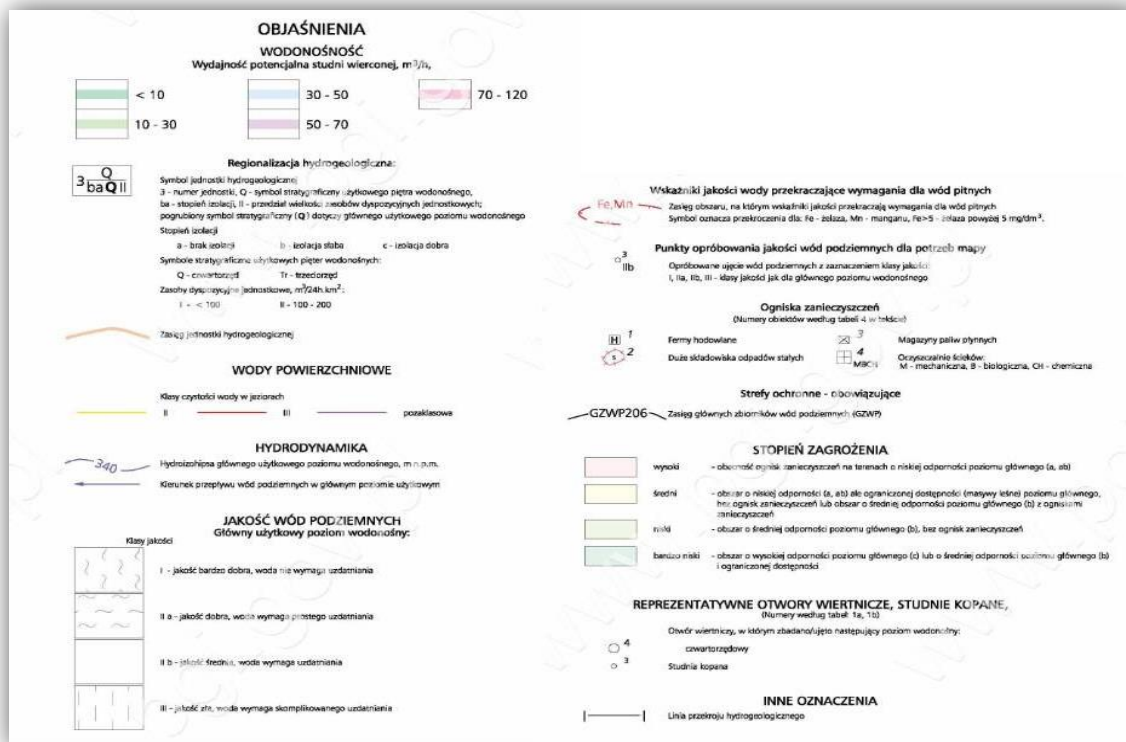 OBJAŚNIENIA
WODONOŚNOŚĆ
Wydajność potencjalna studni wierconej, m³/h,
< 10
30 - 50
70 - 120
10 - 30
50 - 70
Regionalizacja hydrogeologiczna:
3 Q
baQII
Symbol jednostki hydrogeologicznej
3 - numer jednostki, Q - symbol stratygraficzny użytkowego piętra wodonośnego,
ba - stopień izolacji, II - przedział wielkości zasobów dyspozycyjnych jednostkowych;
pogrubiony symbol stratygraficzny (Q) dotyczy głównego użytkowego poziomu wodonośnego
Stopień izolacji
a - brak izolacji b - izolacja słaba c - izolacja dobra
Symbole stratygraficzne użytkowych pięter wodonośnych:
Q - czwartorzęd Tr - trzeciorzęd
Zasoby dyspozycyjne jednostkowe, m³/24h.km²:
I - < 100 II - 100 - 200
Zasięg jednostki hydrogeologicznej
WODY POWIERZCHNIOWE
Klasy czystości wody w jeziorach
II III pozaklasowa
HYDRODYNAMIKA
340 Hydroizohipsa głównego użytkowego poziomu wodonośnego, m n.p.m.
Kierunek przepływu wód podziemnych w głównym poziomie użytkowym
JAKOŚĆ WÓD PODZIEMNYCH
Główny użytkowy poziom wodonośny:
Klasy jakości
I - jakość bardzo dobra, woda nie wymaga uzdatniania
II a - jakość dobra, woda wymaga prostego uzdatniania
II b - jakość średnia, woda wymaga uzdatniania
III - jakość zła, woda wymaga skomplikowanego uzdatniania
Wskaźniki jakości wody przekraczające wymagania dla wód pitnych
Fe,Mn Zasięg obszaru, na którym wskaźniki jakości przekraczają wymagania dla wód pitnych
Symbol oznacza przekroczenia dla: Fe - żelaza, Mn - manganu, Fe>5 - żelaza powyżej 5 mg/dm³.
Punkty opróbowania jakości wód podziemnych dla potrzeb mapy
3
IIb
Opróbowane ujęcie wód podziemnych z zaznaczeniem klasy jakości:
I, IIa, IIb, III - klasy jakości jak dla głównego poziomu wodonośnego
Ogniska zanieczyszczeń
(Numery obiektów według tabeli 4 w tekście)
H 1 Fermy hodowlane
3 Magazyny paliw płynnych
s 2 Duże składowiska odpadów stałych
4 MBCH Oczyszczalnie ścieków:
M - mechaniczna, B - biologiczna, CH - chemiczna
Strefy ochronne - obowiązujące
GZWP206 Zasięg głównych zbiorników wód podziemnych (GZWP)
STOPIEŃ ZAGROŻENIA
wysoki - obecność ognisk zanieczyszczeń na terenach o niskiej odporności poziomu głównego (a, ab)
średni - obszar o niskiej odporności (a, ab) ale ograniczonej dostępności (masywy leśne) poziomu głównego,
bez ognisk zanieczyszczeń lub obszar o średniej odporności poziomu głównego (b) z ogniskami
zanieczyszczeń
niski - obszar o średniej odporności poziomu głównego (b), bez ognisk zanieczyszczeń
bardzo niski - obszar o wysokiej odporności poziomu głównego (c) lub o średniej odporności poziomu głównego (b)
i ograniczonej dostępności
REPREZENTATYWNE OTWORY WIERTNICZE, STUDNIE KOPANE,
(Numery według tabel: 1a, 1b)
Otwór wiertniczy, w którym zbadano/ujęto następujący poziom wodonośny:
4 czwartorzędowy
3 Studnia kopana
INNE OZNACZENIA
Linia przekroju hydrogeologicznego